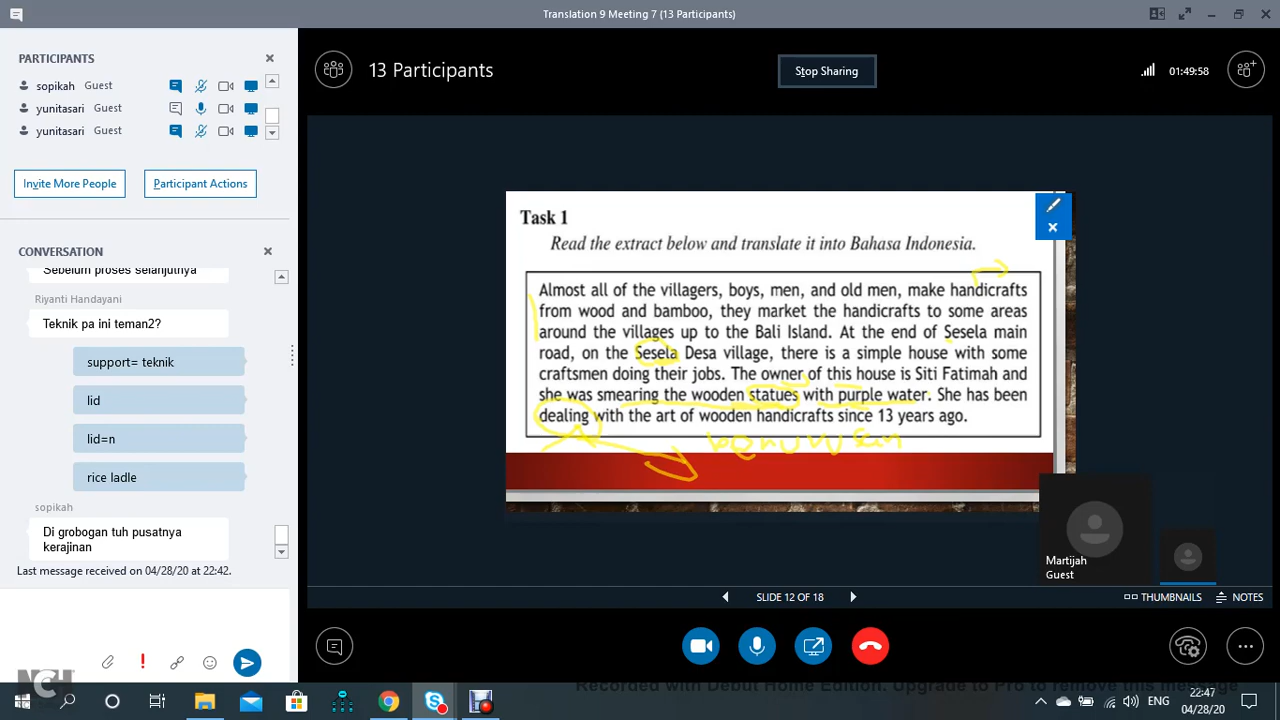 Translation 9 Meeting 7 (13 Participants)
PARTICIPANTS
sopikah Guest
yunitasari Guest
yunitasari Guest
Invite More People
Participant Actions
CONVERSATION
Sebelum proses selanjutnya
Riyanti Handayani
Teknik pa ini teman2?
support= teknik
lid
lid=n
rice ladle
sopikah
Di grobogan tuh pusatnya
kerajinan
Last message received on 04/28/20 at 22:42.
13 Participants
Stop Sharing
01:49:58
Task 1
Read the extract below and translate it into Bahasa Indonesia.
Almost all of the villagers, boys, men, and old men, make handicrafts
from wood and bamboo, they market the handicrafts to some areas
around the villages up to the Bali Island. At the end of Sesela main
road, on the Sesela Desa village, there is a simple house with some
craftsmen doing their jobs. The owner of this house is Siti Fatimah and
she was smearing the wooden statues with purple water. She has been
dealing with the art of wooden handicrafts since 13 years ago.
Martijah
Guest
SLIDE 12 OF 18
THUMBNAILS
NOTES
NCH
Recorded with Debut Home Edition. Upgrade to Pro to remove this message
ENG
22:47
04/28/20